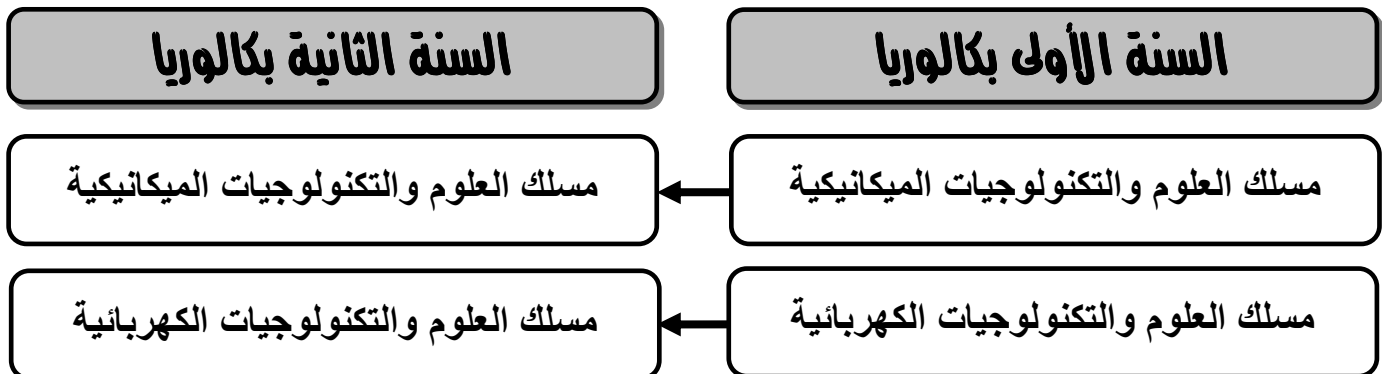 السنة الأولى بكالوريا
السنة الثانية بكالوريا
مسلك العلوم والتكنولوجيات الميكانيكية
مسلك العلوم والتكنولوجيات الميكانيكية
مسلك العلوم والتكنولوجيات الكهربائية
مسلك العلوم والتكنولوجيات الكهربائية